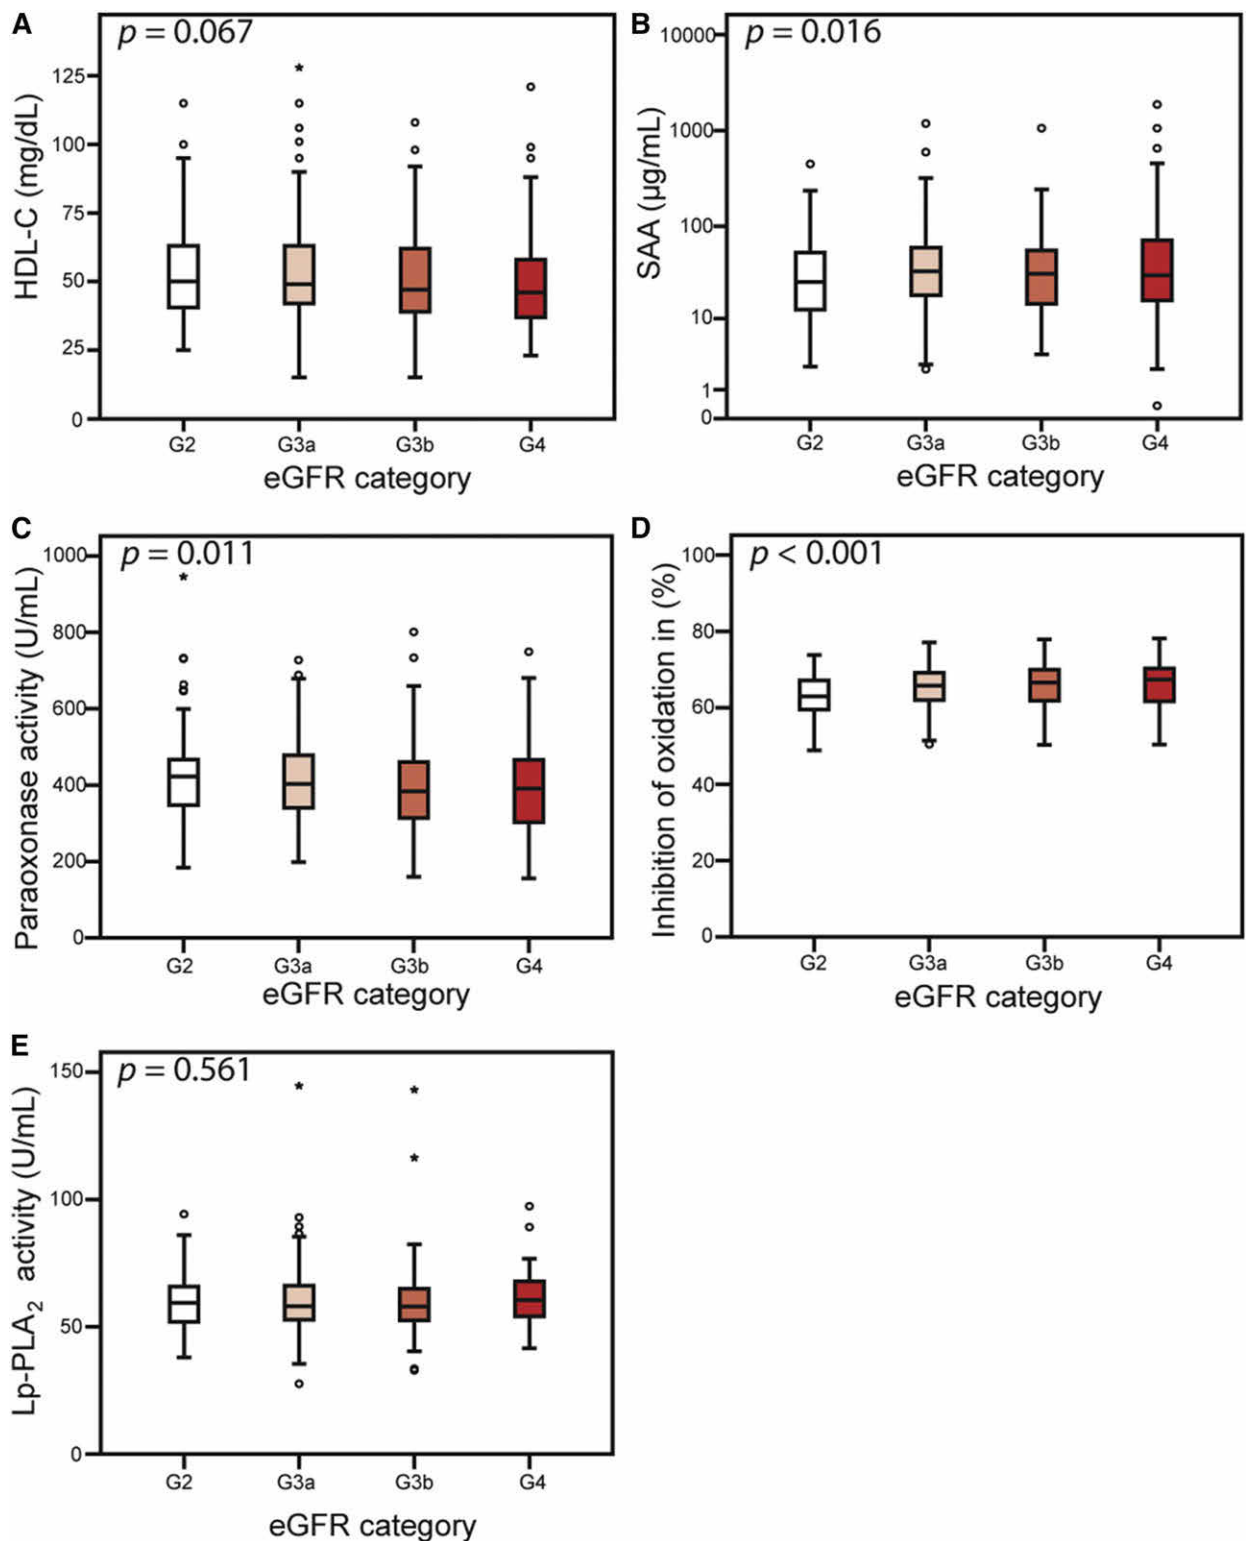 A
p = 0.067
HDL-C (mg/dL)
125
100
75
50
25
0
G2 G3a G3b G4
eGFR category
B
p = 0.016
SAA (µg/mL)
10000
1000
100
10
1
0
G2 G3a G3b G4
eGFR category
C
p = 0.011
Paraoxonase activity (U/mL)
1000
800
600
400
200
0
G2 G3a G3b G4
eGFR category
D
p < 0.001
Inhibition of oxidation in (%)
100
80
60
40
20
0
G2 G3a G3b G4
eGFR category
E
p = 0.561
Lp-PLA₂ activity (U/mL)
150
100
50
0
G2 G3a G3b G4
eGFR category